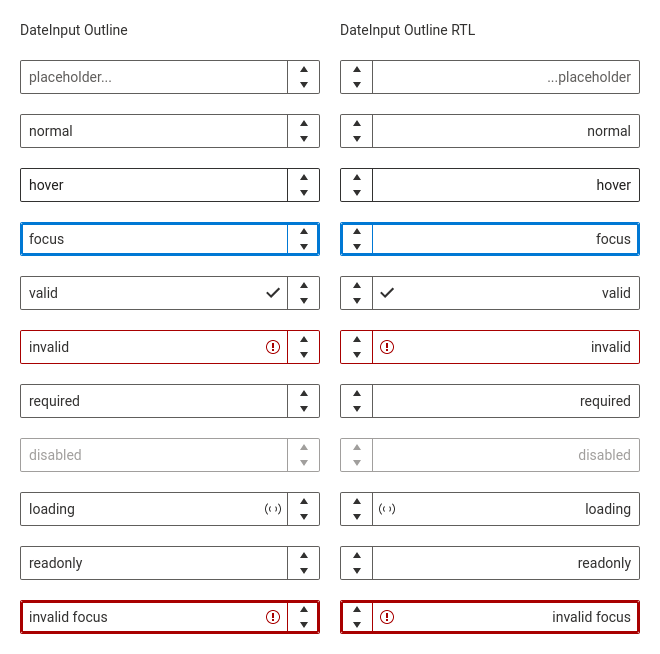 DateInput Outline
DateInput Outline RTL
placeholder...
...placeholder
normal
normal
hover
hover
focus
focus
valid
valid
invalid
invalid
required
required
disabled
disabled
loading
loading
readonly
readonly
invalid focus
invalid focus